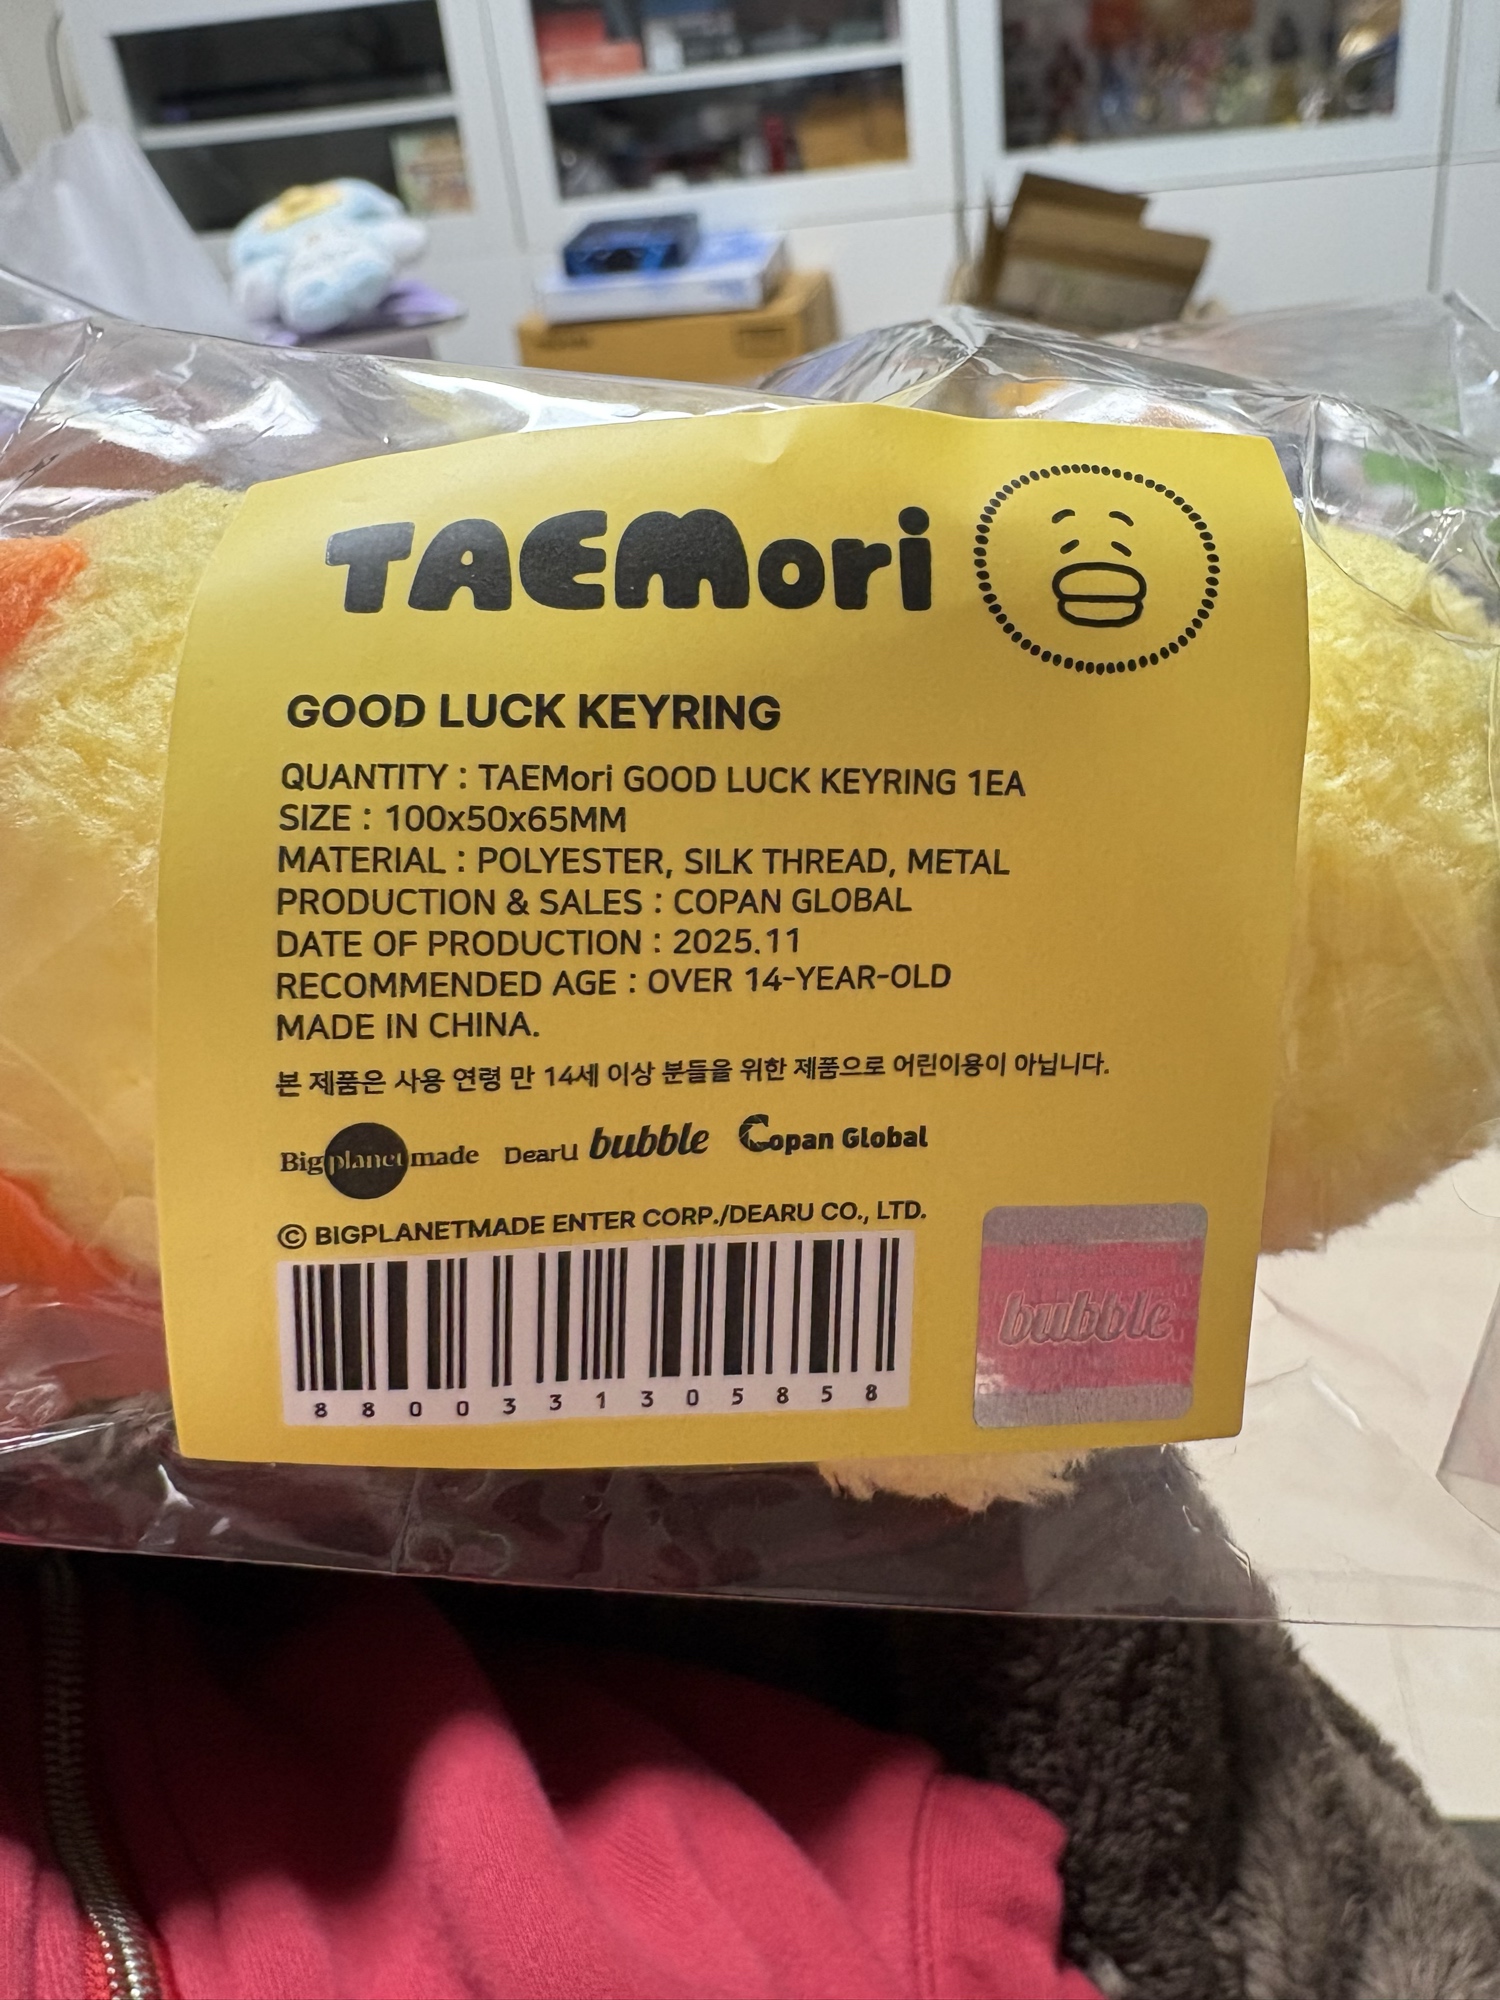 TAEMori
GOOD LUCK KEYRING
QUANTITY : TAEMori GOOD LUCK KEYRING 1EA
SIZE : 100x50x65MM
MATERIAL : POLYESTER, SILK THREAD, METAL
PRODUCTION & SALES : COPAN GLOBAL
DATE OF PRODUCTION : 2025.11
RECOMMENDED AGE : OVER 14-YEAR-OLD
MADE IN CHINA.
본 제품은 사용 연령 만 14세 이상 분들을 위한 제품으로 어린이용이 아닙니다.
Bigplanetmade DearU bubble Copan Global
© BIGPLANETMADE ENTER CORP./DEARU CO., LTD.
8800331305858
bubble